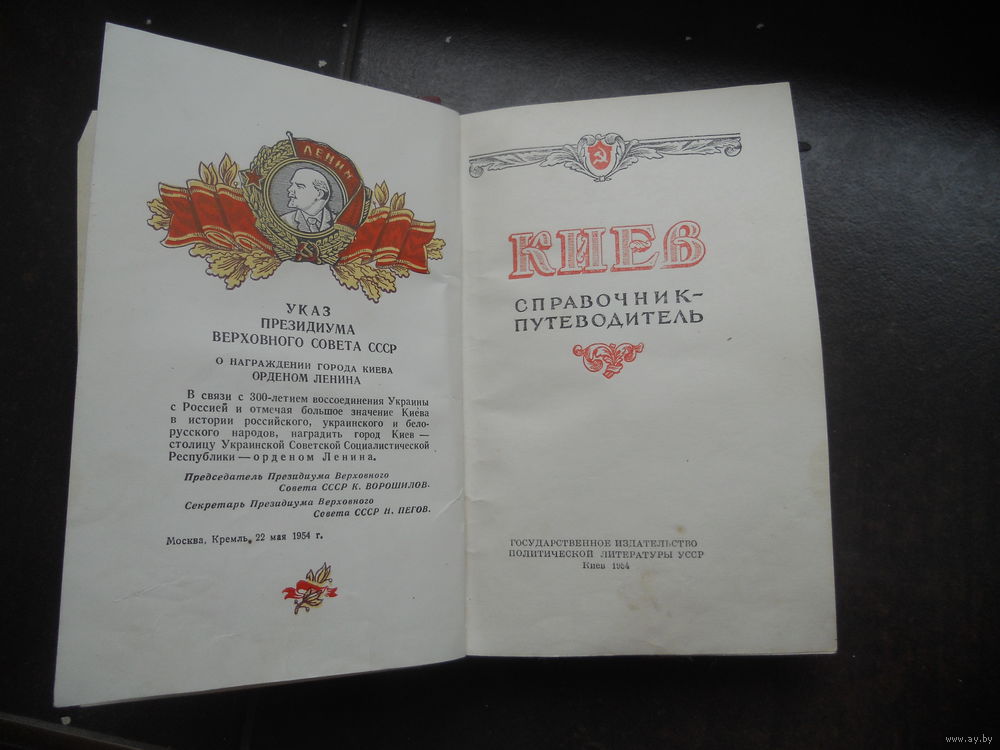 ЛЕНИН
УКАЗ
ПРЕЗИДИУМА
ВЕРХОВНОГО СОВЕТА СССР
О НАГРАЖДЕНИИ ГОРОДА КИЕВА
ОРДЕНОМ ЛЕНИНА
В связи с 300-летием воссоединения Украины
с Россией и отмечая большое значение Киева
в истории российского, украинского и бело-
русского народов, наградить город Киев —
столицу Украинской Советской Социалистической
Республики — орденом Ленина.
Председатель Президиума Верховного
Совета СССР К. ВОРОШИЛОВ.
Секретарь Президиума Верховного
Совета СССР Н. ПЕГОВ.
Москва, Кремль, 22 мая 1954 г.
КИЕВ
СПРАВОЧНИК-
ПУТЕВОДИТЕЛЬ
ГОСУДАРСТВЕННОЕ ИЗДАТЕЛЬСТВО
ПОЛИТИЧЕСКОЙ ЛИТЕРАТУРЫ УССР
Киев 1954
www.ay.by